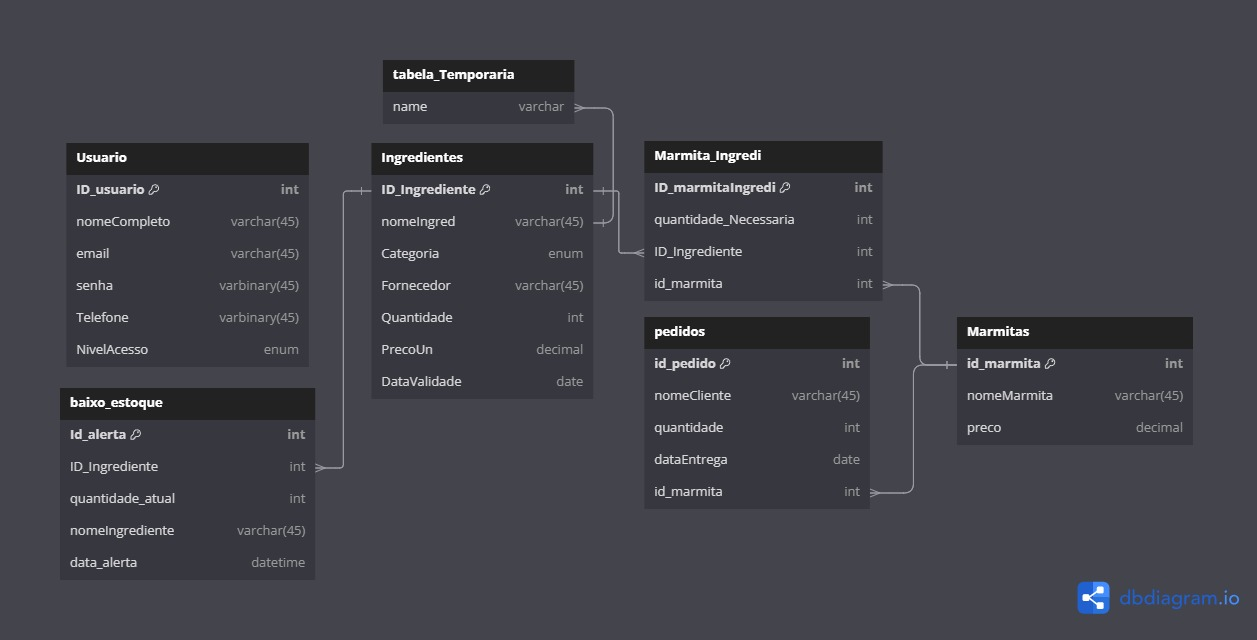 tabela_Temporaria
name varchar
Usuario
ID_usuario int
nomeCompleto varchar(45)
email varchar(45)
senha varbinary(45)
Telefone varbinary(45)
NivelAcesso enum
Ingredientes
ID_Ingrediente int
nomeIngred varchar(45)
Categoria enum
Fornecedor varchar(45)
Quantidade int
PrecoUn decimal
DataValidade date
Marmita_Ingredi
ID_marmitaIngredi int
quantidade_Necessaria int
ID_Ingrediente int
id_marmita int
pedidos
id_pedido int
nomeCliente varchar(45)
quantidade int
dataEntrega date
id_marmita int
Marmitas
id_marmita int
nomeMarmita varchar(45)
preco decimal
baixo_estoque
Id_alerta int
ID_Ingrediente int
quantidade_atual int
nomeIngrediente varchar(45)
data_alerta datetime
dbdiagram.io